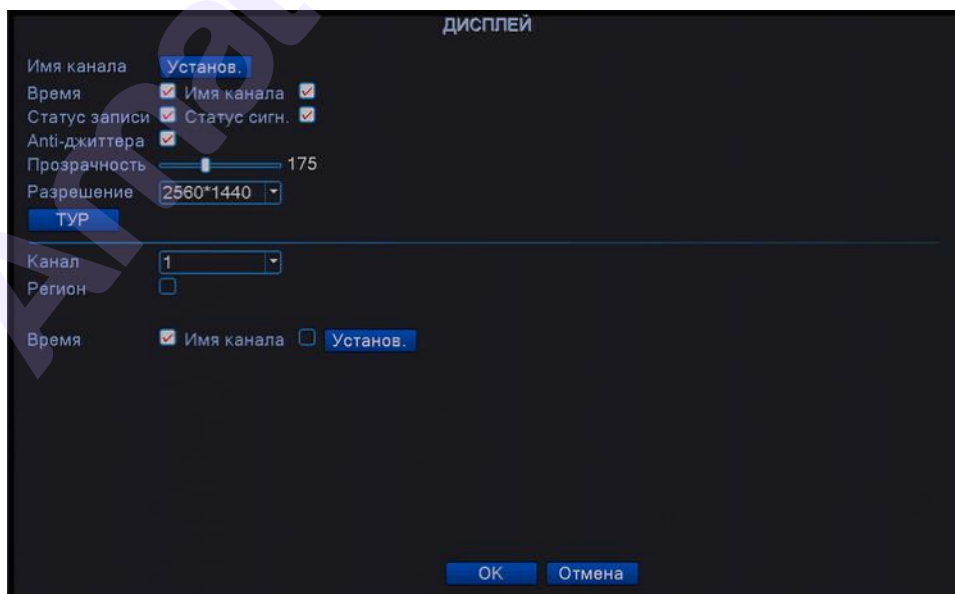 ДИСПЛЕЙ
Имя канала Установ.
Время Имя канала
Статус записи Статус сигн.
Anti-джиттера
Прозрачность 175
Разрешение 2560*1440
ТУР
Канал 1
Регион
Время Имя канала Установ.
OK Отмена